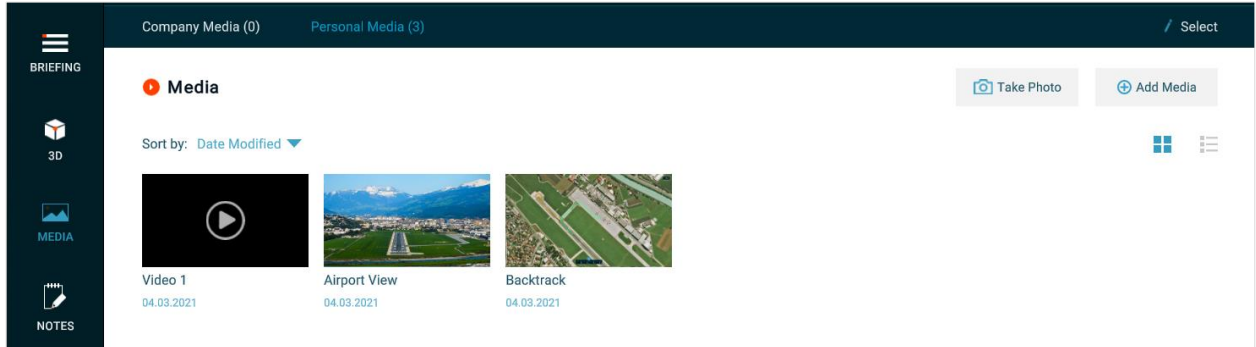 Company Media (0)
Personal Media (3)
/ Select
BRIEFING
3D
MEDIA
NOTES
Media
Take Photo
Add Media
Sort by: Date Modified
Video 1
Airport View
Backtrack
04.03.2021
04.03.2021
04.03.2021